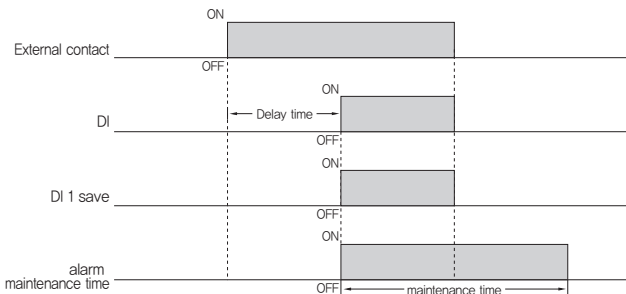 ON
External contact
OFF
ON
Delay time
DI
OFF
ON
DI 1 save
OFF
ON
alarm
maintenance time
OFF
maintenance time